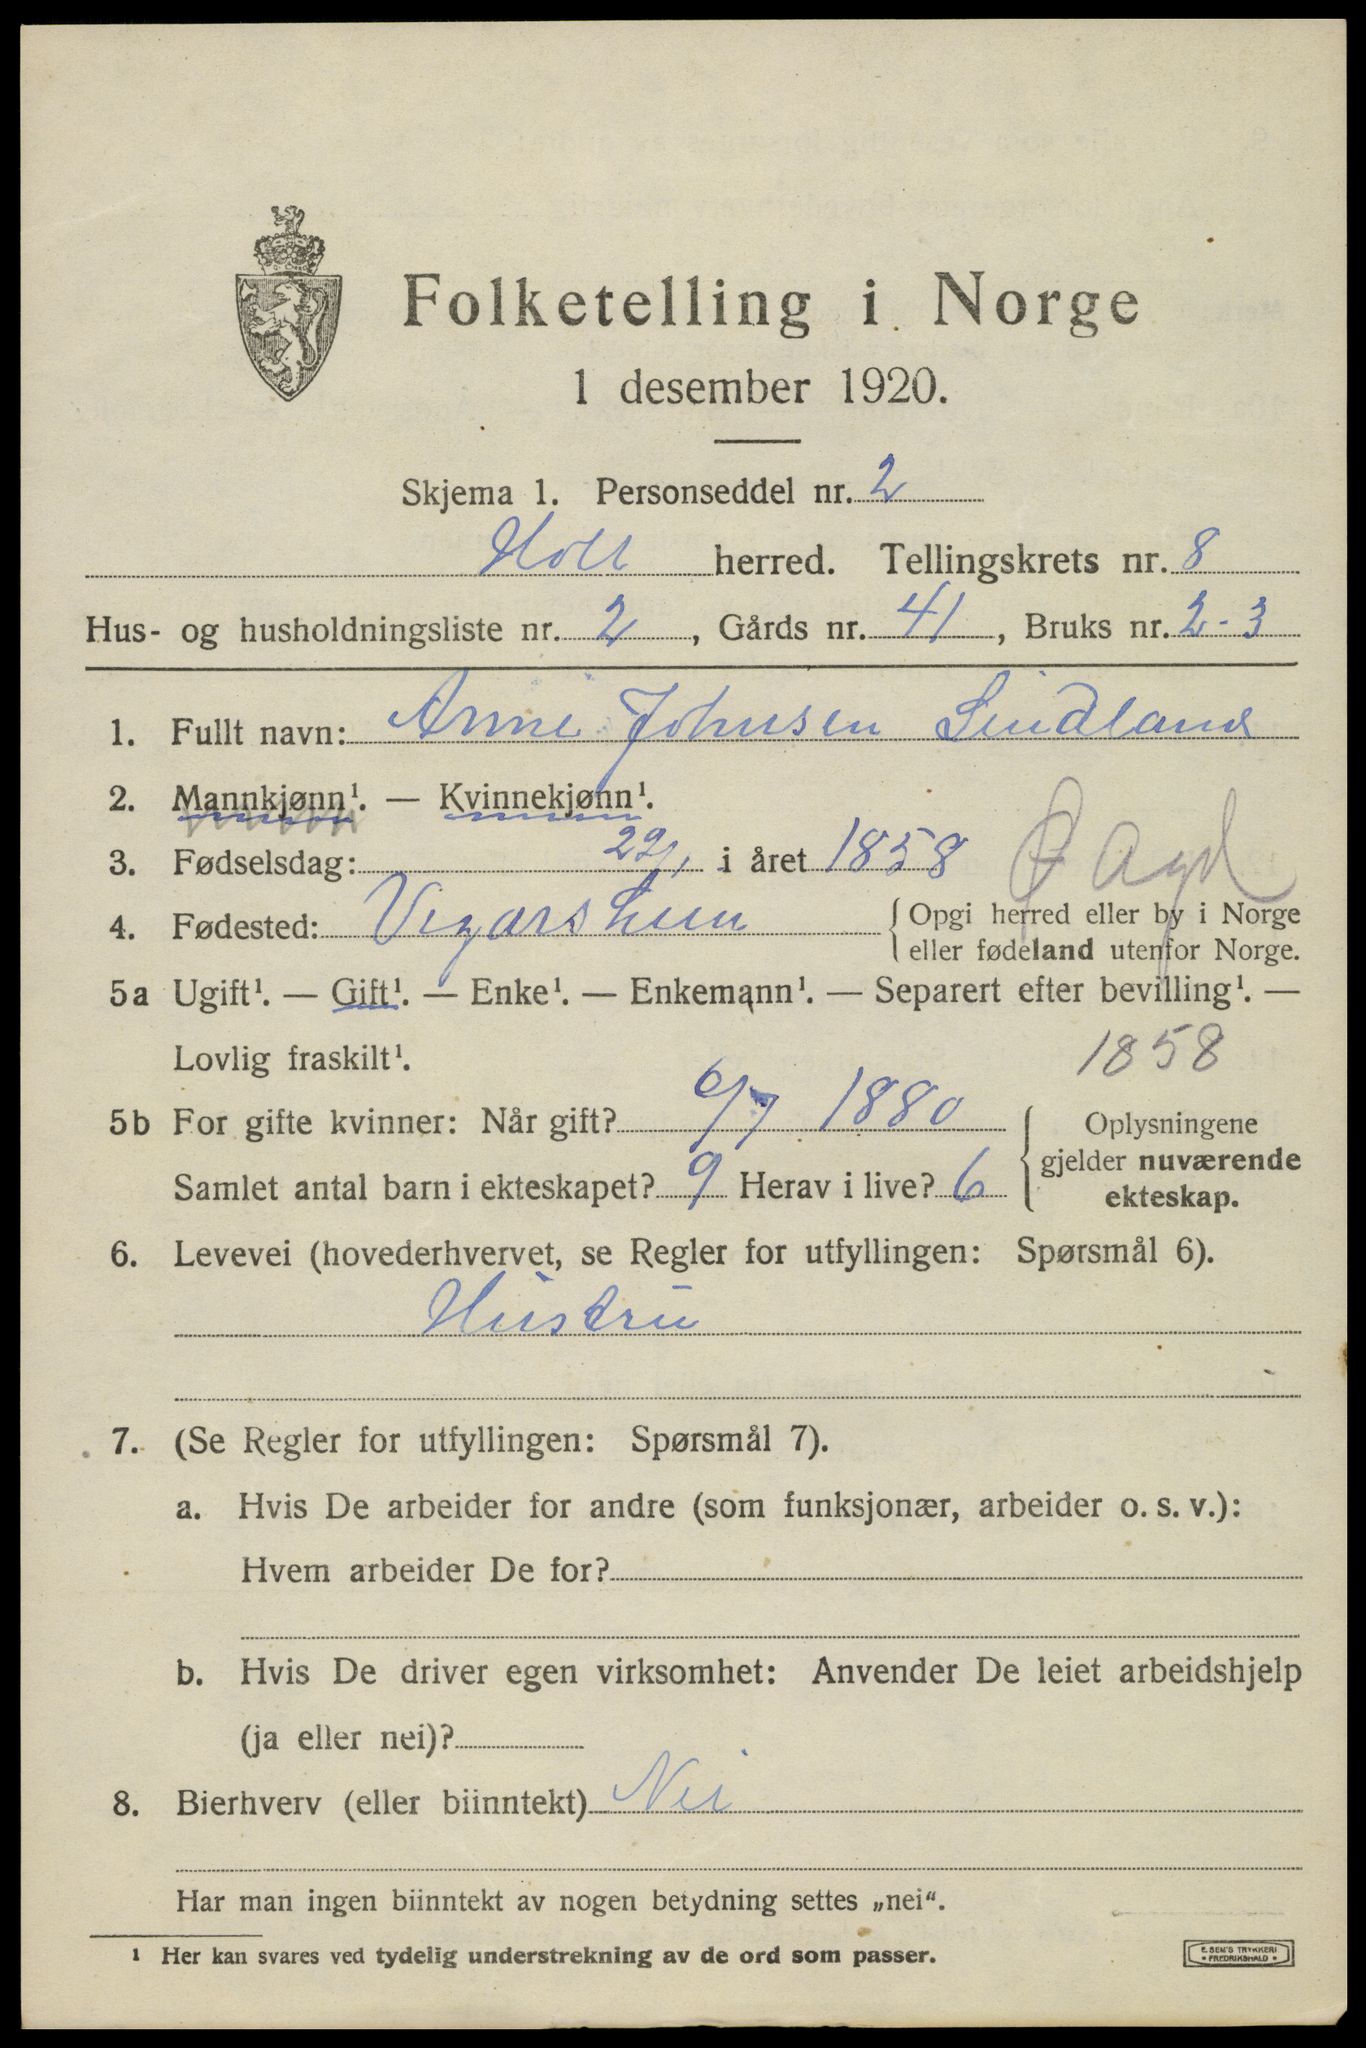 Folketelling i Norge
1 desember 1920.
Skjema 1. Personseddel nr. 2
Holt herred. Tellingskrets nr. 8
Hus- og husholdningsliste nr. 2, Gårds nr. 41, Bruks nr. 2-3
1. Fullt navn: Anne Johnsen Lindland
2. Mannkjønn¹. — Kvinnekjønn¹.
3. Fødselsdag: 22/1 i året 1858
Ø Agd
4. Fødested: Vegarsheim {Opgi herred eller by i Norge
eller fødeland utenfor Norge.
5a Ugift¹. — Gift¹. — Enke¹. — Enkemann¹. — Separert efter bevilling¹. —
Lovlig fraskilt¹. 1858
5b For gifte kvinner: Når gift? 6/7 1880 {Oplysningene
gjelder nuværende
ekteskap.
Samlet antal barn i ekteskapet? 9 Herav i live? 6
6. Levevei (hovederhvervet, se Regler for utfyllingen: Spørsmål 6).
Hustru
7. (Se Regler for utfyllingen: Spørsmål 7).
a. Hvis De arbeider for andre (som funksjonær, arbeider o. s. v.):
Hvem arbeider De for?
b. Hvis De driver egen virksomhet: Anvender De leiet arbeidshjelp
(ja eller nei)?
8. Bierhverv (eller biinntekt) Nei
Har man ingen biinntekt av nogen betydning settes „nei“.
¹ Her kan svares ved tydelig understrekning av de ord som passer.
E. SEM'S TRYKKERI
• FREDRIKSHALD •